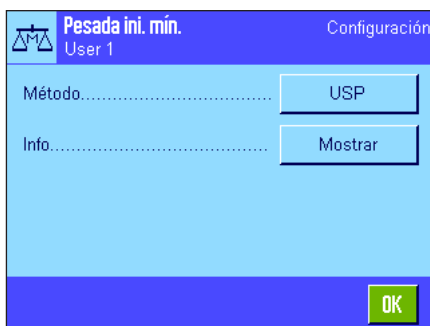 Pesada ini. mín. Configuración
User 1
Método................................... USP
Info....................................... Mostrar
OK